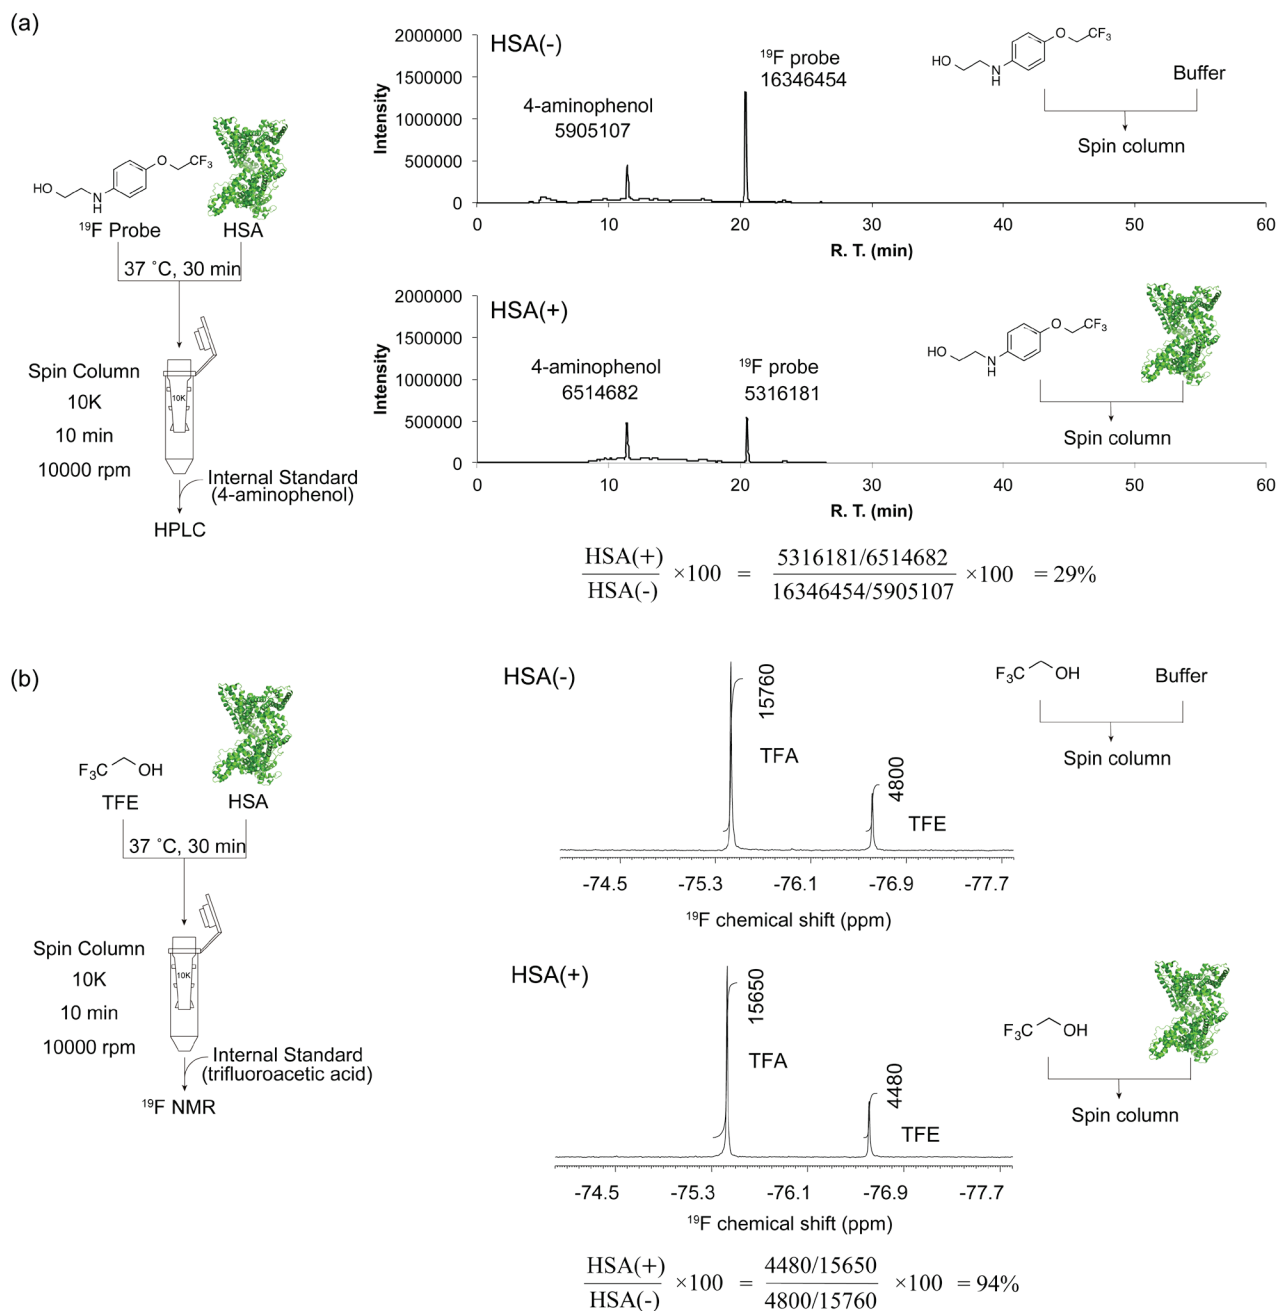 (a)
HO
N
H
O
CF3
19F Probe
HSA
37 ˚C, 30 min
Spin Column
10K
10 min
10000 rpm
10K
Internal Standard
(4-aminophenol)
HPLC
HSA(-)
2000000
1500000
1000000
500000
0
Intensity
4-aminophenol
5905107
19F probe
16346454
0 10 20 30 40 50 60
R. T. (min)
HO
N
H
O
CF3
Buffer
Spin column
HSA(+)
2000000
1500000
1000000
500000
0
Intensity
4-aminophenol
6514682
19F probe
5316181
0 10 20 30 40 50 60
R. T. (min)
HO
N
H
O
CF3
Spin column
HSA(+) 5316181/6514682
×100 = ×100 = 29%
HSA(-) 16346454/5905107
(b)
F3C OH
TFE
HSA
37 ˚C, 30 min
Spin Column
10K
10 min
10000 rpm
10K
Internal Standard
(trifluoroacetic acid)
19F NMR
HSA(-)
15760
TFA
4800
TFE
-74.5 -75.3 -76.1 -76.9 -77.7
19F chemical shift (ppm)
F3C OH
Buffer
Spin column
HSA(+)
15650
TFA
4480
TFE
-74.5 -75.3 -76.1 -76.9 -77.7
19F chemical shift (ppm)
F3C OH
Spin column
HSA(+) 4480/15650
×100 = ×100 = 94%
HSA(-) 4800/15760